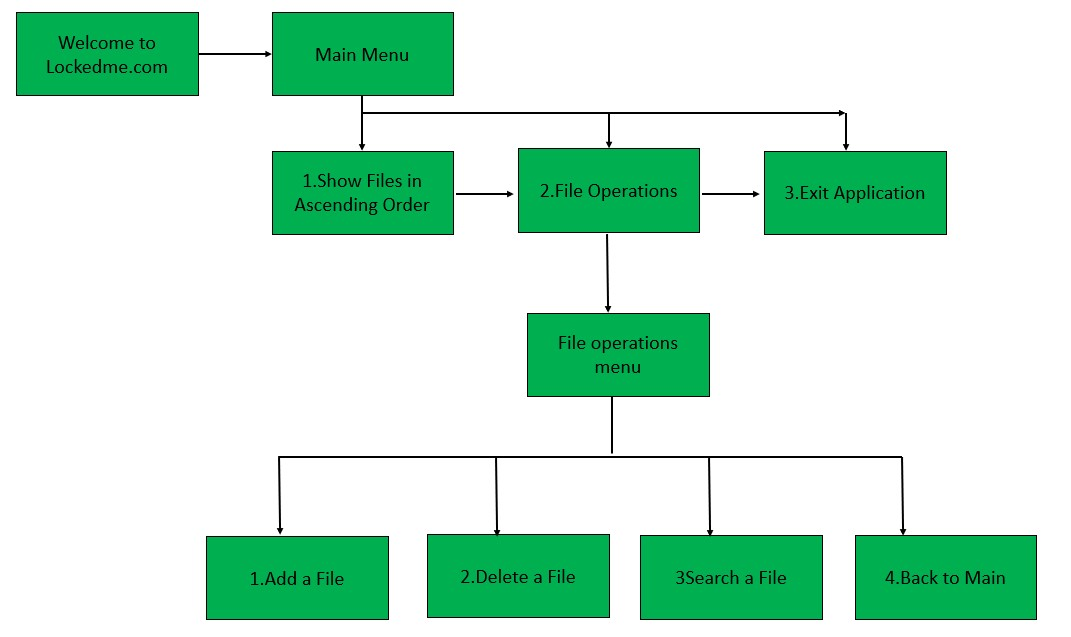 Welcome to
Lockedme.com
Main Menu
1.Show Files in
Ascending Order
2.File Operations
3.Exit Application
File operations
menu
1.Add a File
2.Delete a File
3Search a File
4.Back to Main